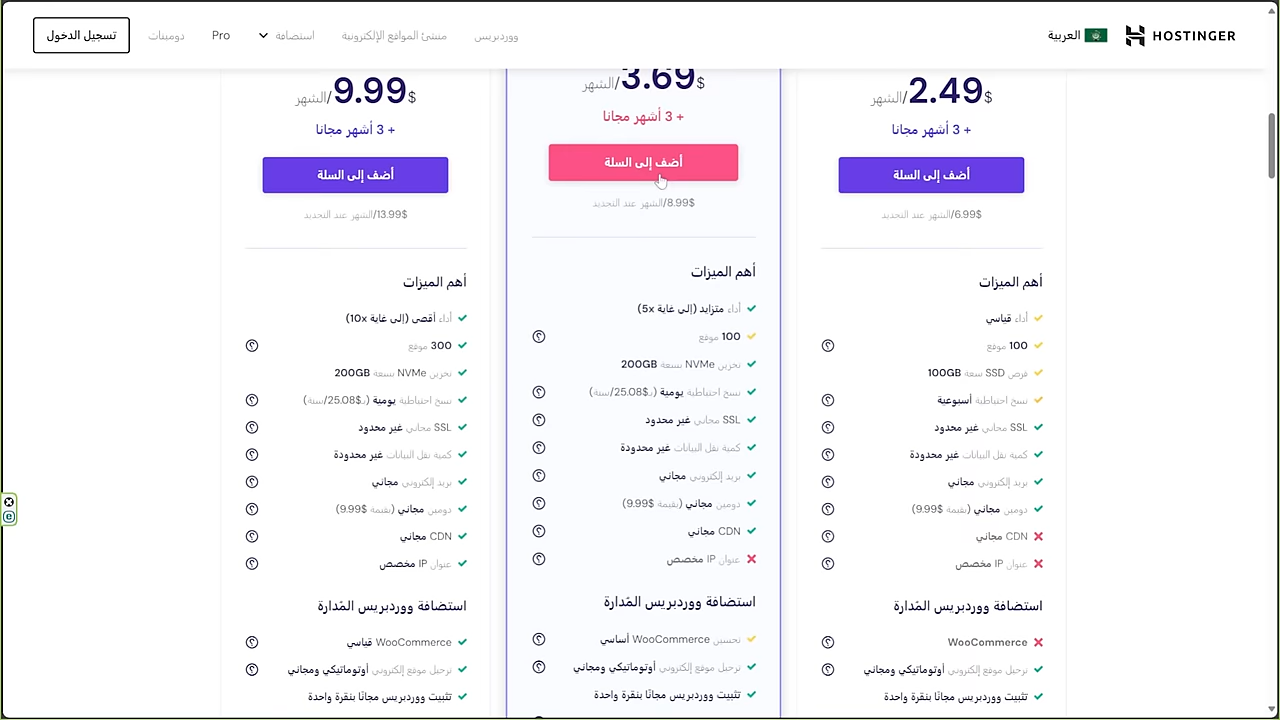 HOSTINGER
العربية
ووردبريس
منشئ المواقع الإلكترونية
استضافة
Pro
دومينات
تسجيل الدخول
$2.49/الشهر
+ 3 أشهر مجانا
أضف إلى السلة
$6.99/الشهر عند التجديد
أهم الميزات
أداء قياسي
100 موقع
قرص SSD سعة 100GB
نسخ احتياطية أسبوعية
SSL مجاني غير محدود
كمية نقل البيانات غير محدودة
بريد إلكتروني مجاني
دومين مجاني (بقيمة $9.99)
CDN مجاني
عنوان IP مخصص
استضافة ووردبريس المُدارة
WooCommerce
ترحيل موقع إلكتروني أوتوماتيكي ومجاني
تثبيت ووردبريس مجانًا بنقرة واحدة
$3.69/الشهر
+ 3 أشهر مجانا
أضف إلى السلة
$8.99/الشهر عند التجديد
أهم الميزات
أداء متزايد (إلى غاية 5x)
100 موقع
تخزين NVMe بسعة 200GB
نسخ احتياطية يومية (بـ$25.08/سنة)
SSL مجاني غير محدود
كمية نقل البيانات غير محدودة
بريد إلكتروني مجاني
دومين مجاني (بقيمة $9.99)
CDN مجاني
عنوان IP مخصص
استضافة ووردبريس المُدارة
تحسين WooCommerce أساسي
ترحيل موقع إلكتروني أوتوماتيكي ومجاني
تثبيت ووردبريس مجانًا بنقرة واحدة
$9.99/الشهر
+ 3 أشهر مجانا
أضف إلى السلة
$13.99/الشهر عند التجديد
أهم الميزات
أداء أقصى (إلى غاية 10x)
300 موقع
تخزين NVMe بسعة 200GB
نسخ احتياطية يومية (بـ$25.08/سنة)
SSL مجاني غير محدود
كمية نقل البيانات غير محدودة
بريد إلكتروني مجاني
دومين مجاني (بقيمة $9.99)
CDN مجاني
عنوان IP مخصص
استضافة ووردبريس المُدارة
WooCommerce قياسي
ترحيل موقع إلكتروني أوتوماتيكي ومجاني
تثبيت ووردبريس مجانًا بنقرة واحدة